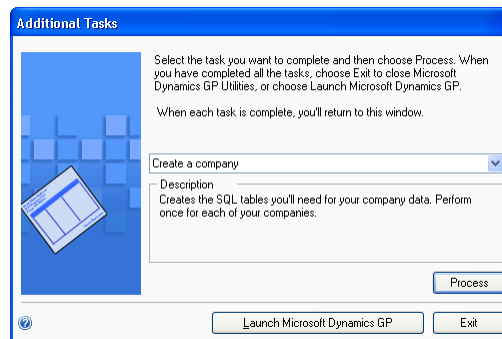 Additional Tasks
Select the task you want to complete and then choose Process. When
you have completed all the tasks, choose Exit to close Microsoft
Dynamics GP Utilities, or choose Launch Microsoft Dynamics GP.
When each task is complete, you'll return to this window.
Create a company
Description
Creates the SQL tables you'll need for your company data. Perform
once for each of your companies.
Process
Launch Microsoft Dynamics GP
Exit